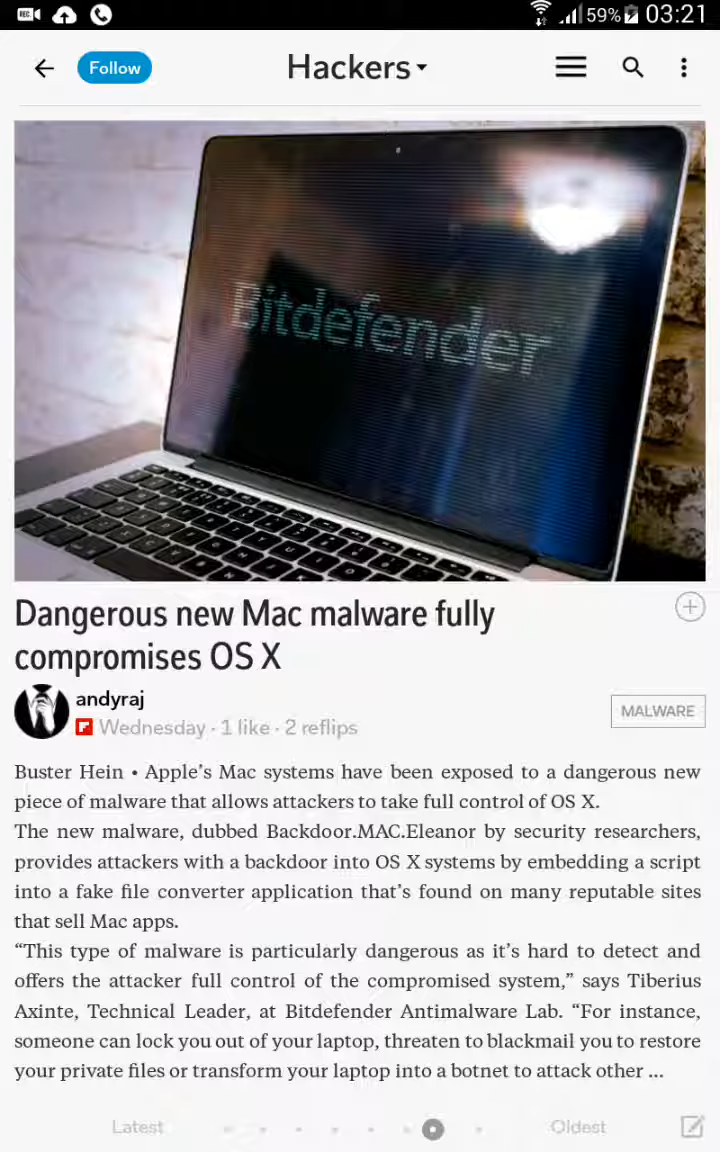 REC 59% 03:21
Follow Hackers
Bitdefender
Dangerous new Mac malware fully
compromises OS X
andyraj
Wednesday · 1 like · 2 reflips
MALWARE
Buster Hein • Apple’s Mac systems have been exposed to a dangerous new
piece of malware that allows attackers to take full control of OS X.
The new malware, dubbed Backdoor.MAC.Eleanor by security researchers,
provides attackers with a backdoor into OS X systems by embedding a script
into a fake file converter application that’s found on many reputable sites
that sell Mac apps.
“This type of malware is particularly dangerous as it’s hard to detect and
offers the attacker full control of the compromised system,” says Tiberius
Axinte, Technical Leader, at Bitdefender Antimalware Lab. “For instance,
someone can lock you out of your laptop, threaten to blackmail you to restore
your private files or transform your laptop into a botnet to attack other ...
Latest Oldest